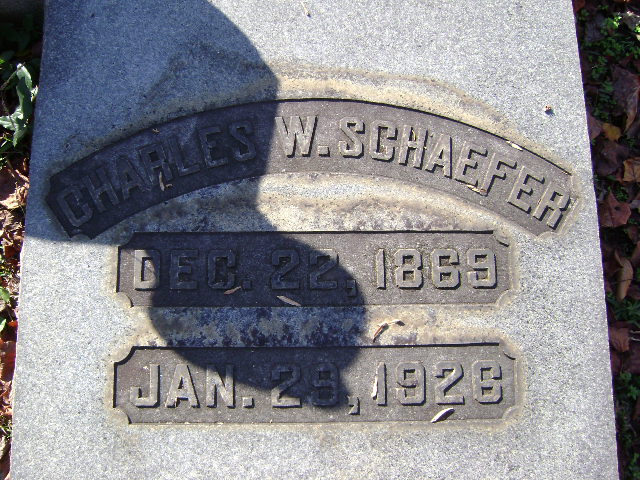 CHARLES W. SCHAEFER
DEC. 22, 1869
JAN. 29, 1926